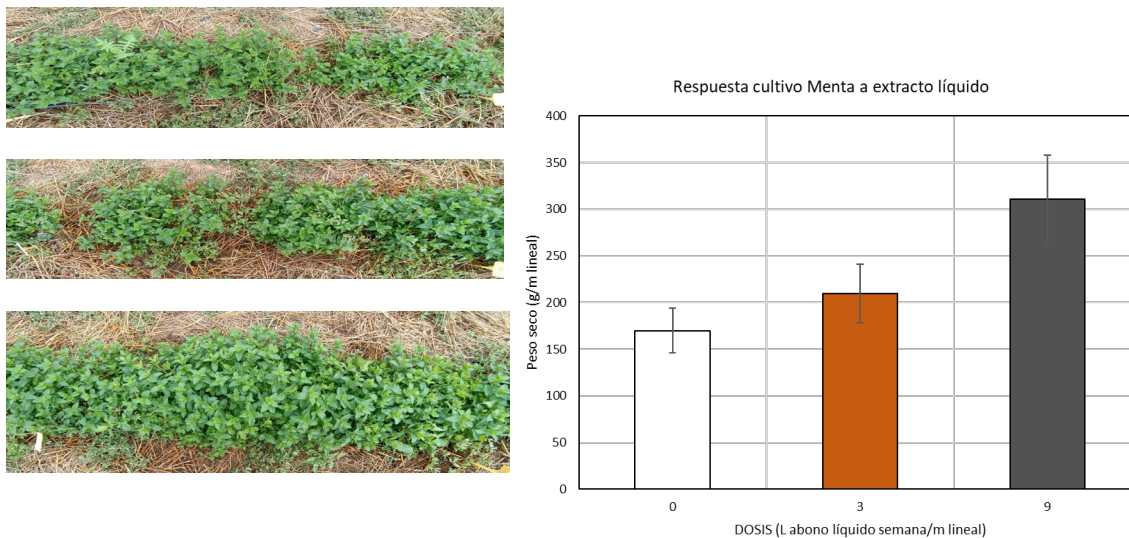 Respuesta cultivo Menta a extracto líquido
400
350
300
250
200
150
100
50
0
Peso seco (g/m lineal)
0 3 9
DOSIS (L abono líquido semana/m lineal)